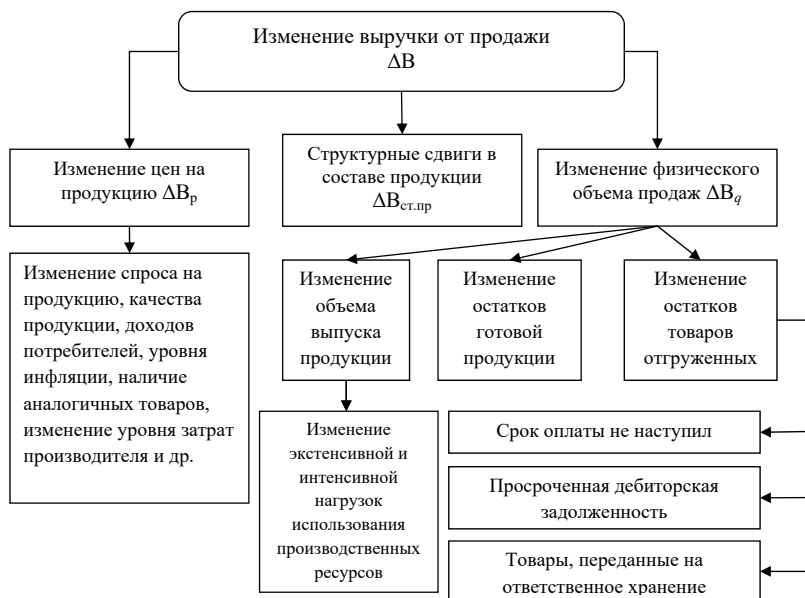 Изменение выручки от продажи
ΔВ
Изменение цен на
продукцию ΔВр
Структурные сдвиги в
составе продукции
ΔВст.пр
Изменение физического
объема продаж ΔВq
Изменение спроса на
продукцию, качества
продукции, доходов
потребителей, уровня
инфляции, наличие
аналогичных товаров,
изменение уровня затрат
производителя и др.
Изменение
объема
выпуска
продукции
Изменение
остатков
готовой
продукции
Изменение
остатков
товаров
отгруженных
Изменение
экстенсивной и
интенсивной
нагрузок
использования
производственных
ресурсов
Срок оплаты не наступил
Просроченная дебиторская
задолженность
Товары, переданные на
ответственное хранение